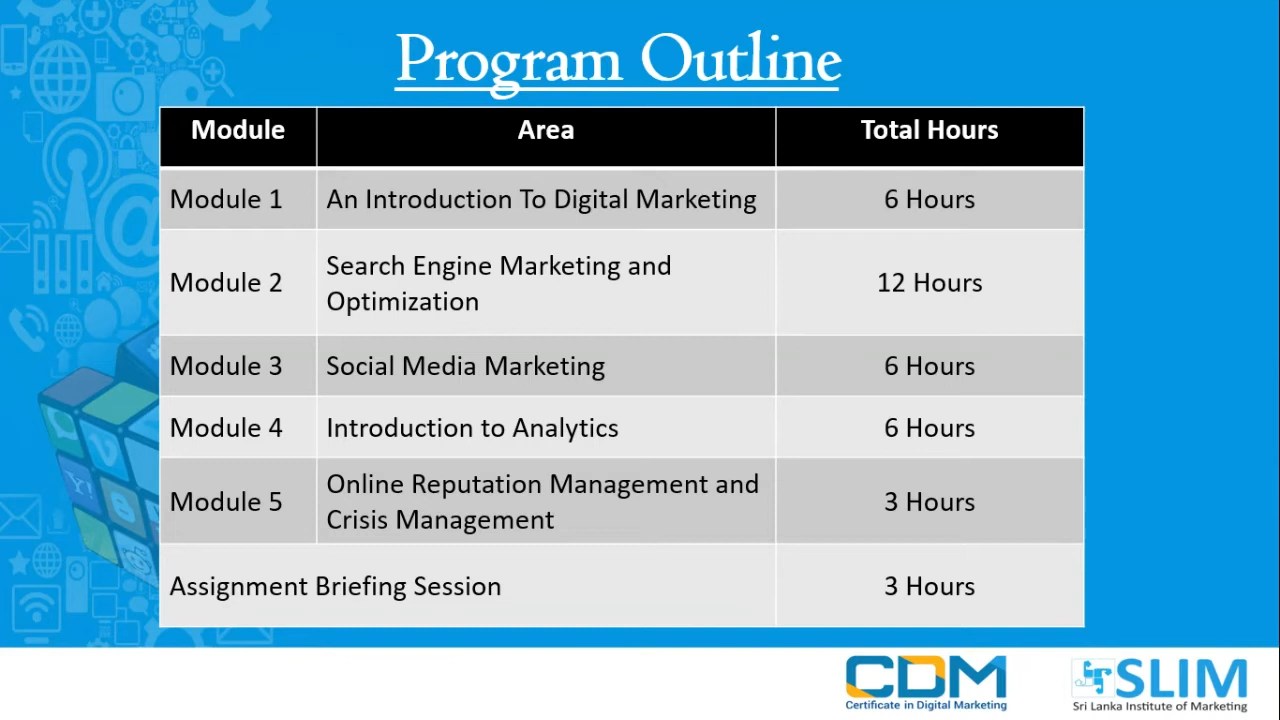 Program Outline
Module Area Total Hours
Module 1 An Introduction To Digital Marketing 6 Hours
Module 2 Search Engine Marketing and
Optimization 12 Hours
Module 3 Social Media Marketing 6 Hours
Module 4 Introduction to Analytics 6 Hours
Module 5 Online Reputation Management and
Crisis Management 3 Hours
Assignment Briefing Session 3 Hours
CDM
Certificate in Digital Marketing
SLIM
Sri Lanka Institute of Marketing